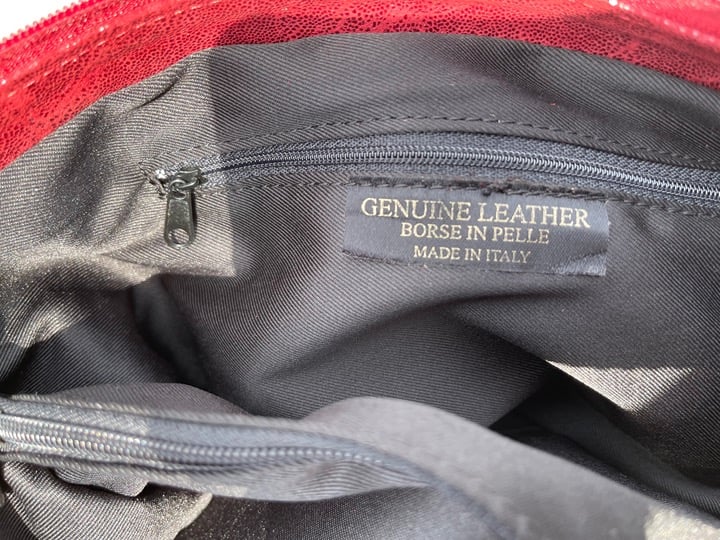 GENUINE LEATHER
BORSE IN PELLE
MADE IN ITALY